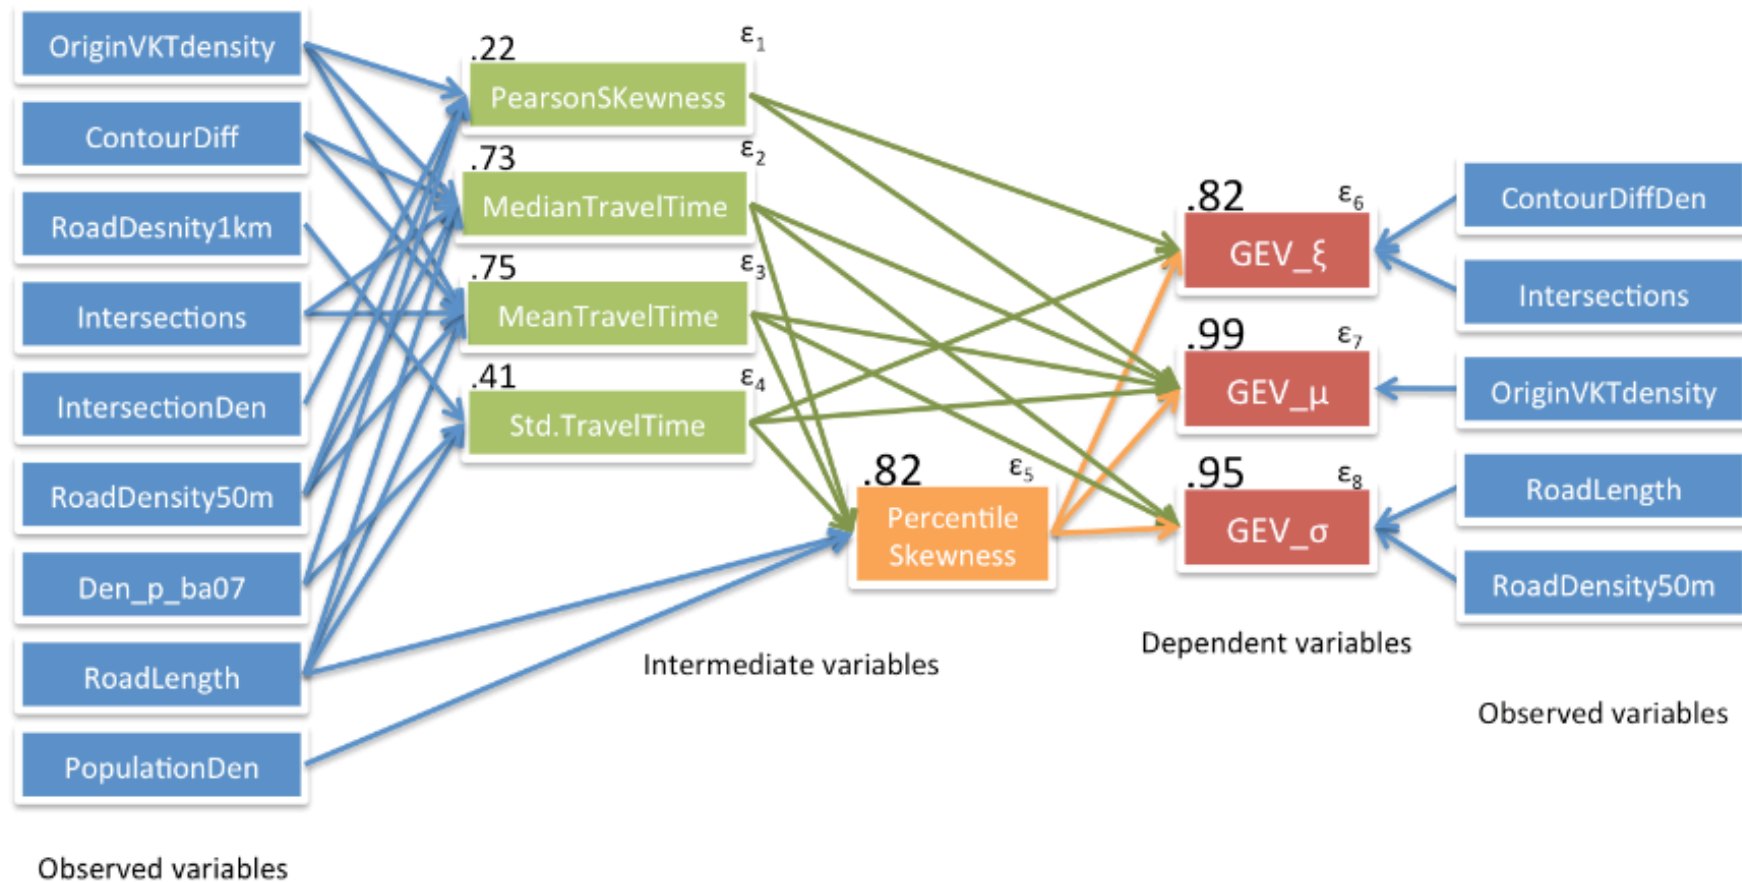 OriginVKTdensity
ContourDiff
RoadDesnity1km
Intersections
IntersectionDen
RoadDensity50m
Den_p_ba07
RoadLength
PopulationDen
Observed variables
.22 ε1
PearsonSKewness
.73 ε2
MedianTravelTime
.75 ε3
MeanTravelTime
.41 ε4
Std.TravelTime
.82 ε5
Percentile
Skewness
Intermediate variables
.82 ε6
GEV_ξ
.99 ε7
GEV_μ
.95 ε8
GEV_σ
Dependent variables
ContourDiffDen
Intersections
OriginVKTdensity
RoadLength
RoadDensity50m
Observed variables